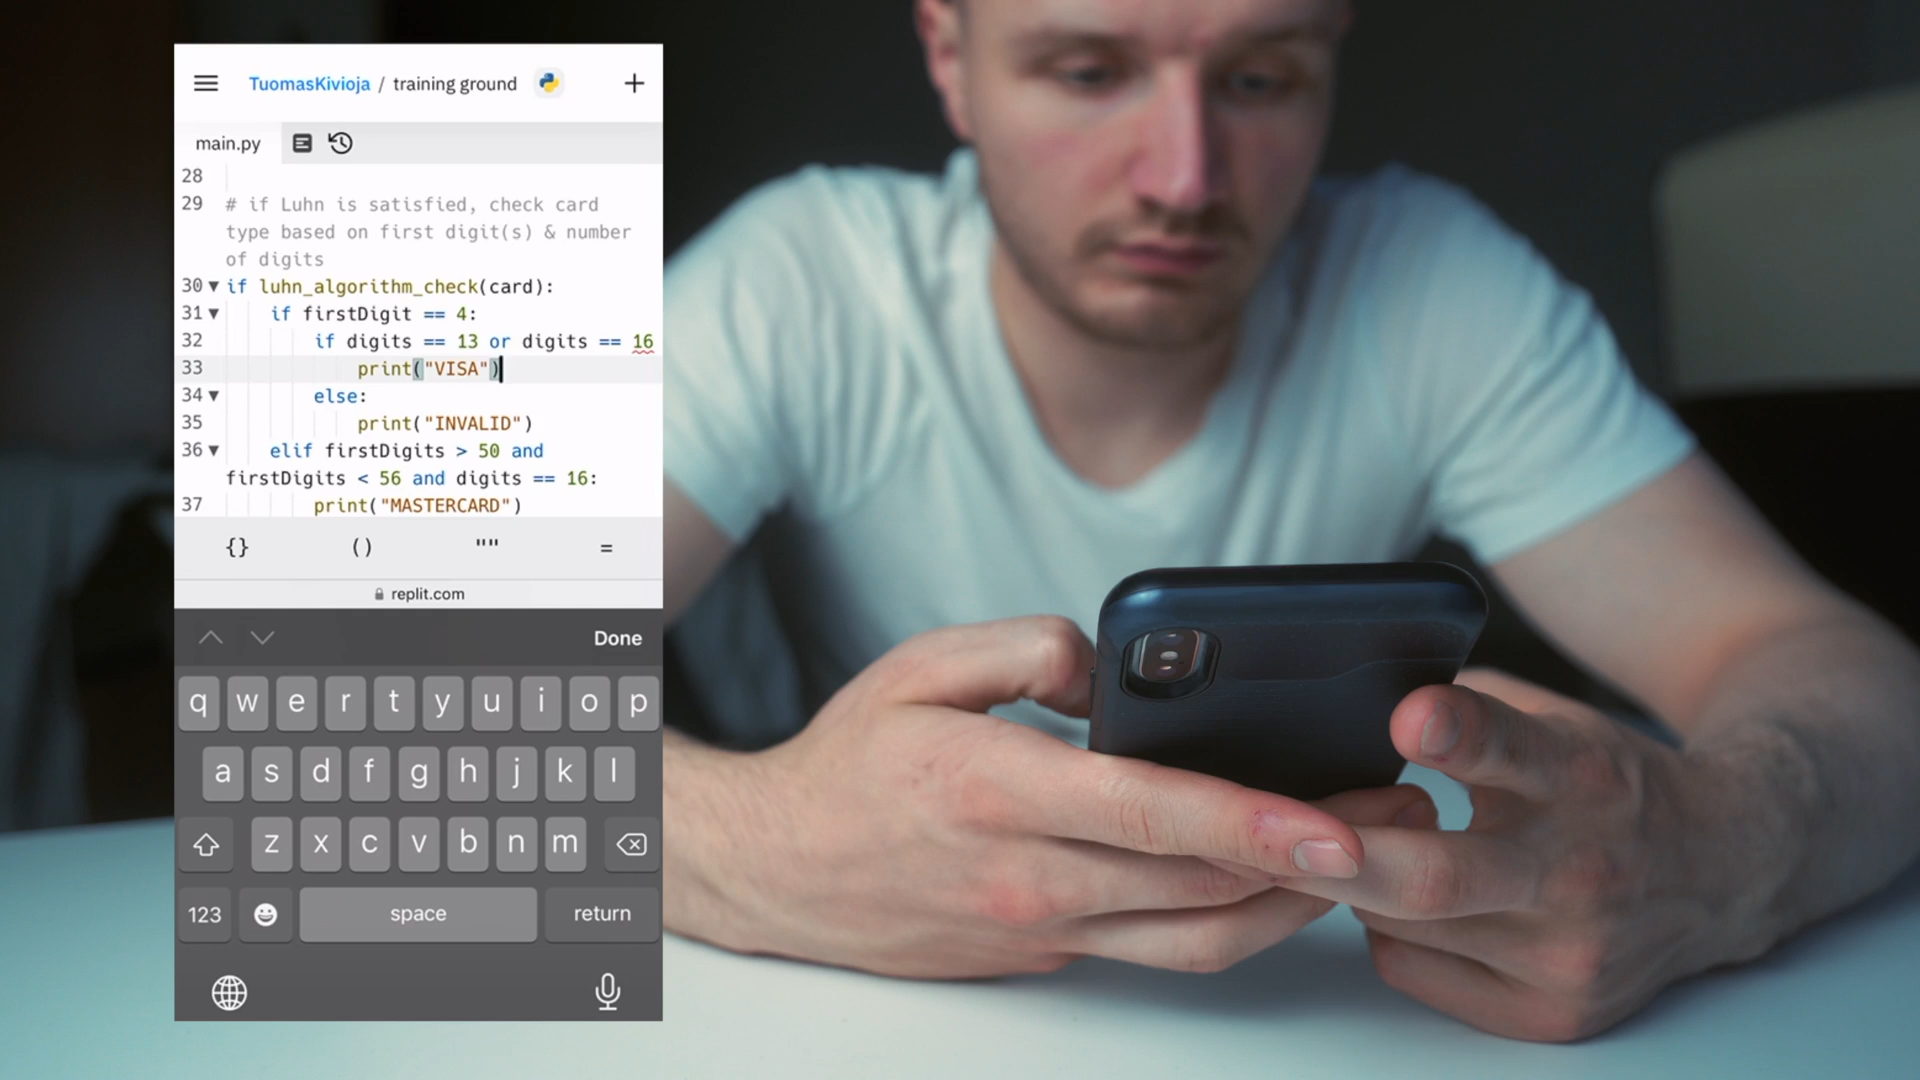 TuomasKivioja / training ground
main.py
28
29 # if Luhn is satisfied, check card
type based on first digit(s) & number
of digits
30 if luhn_algorithm_check(card):
31 if firstDigit == 4:
32 if digits == 13 or digits == 16
33 print("VISA")
34 else:
35 print("INVALID")
36 elif firstDigits > 50 and
firstDigits < 56 and digits == 16:
37 print("MASTERCARD")
{} () "" =
replit.com
Done
q w e r t y u i o p
a s d f g h j k l
z x c v b n m
123 space return